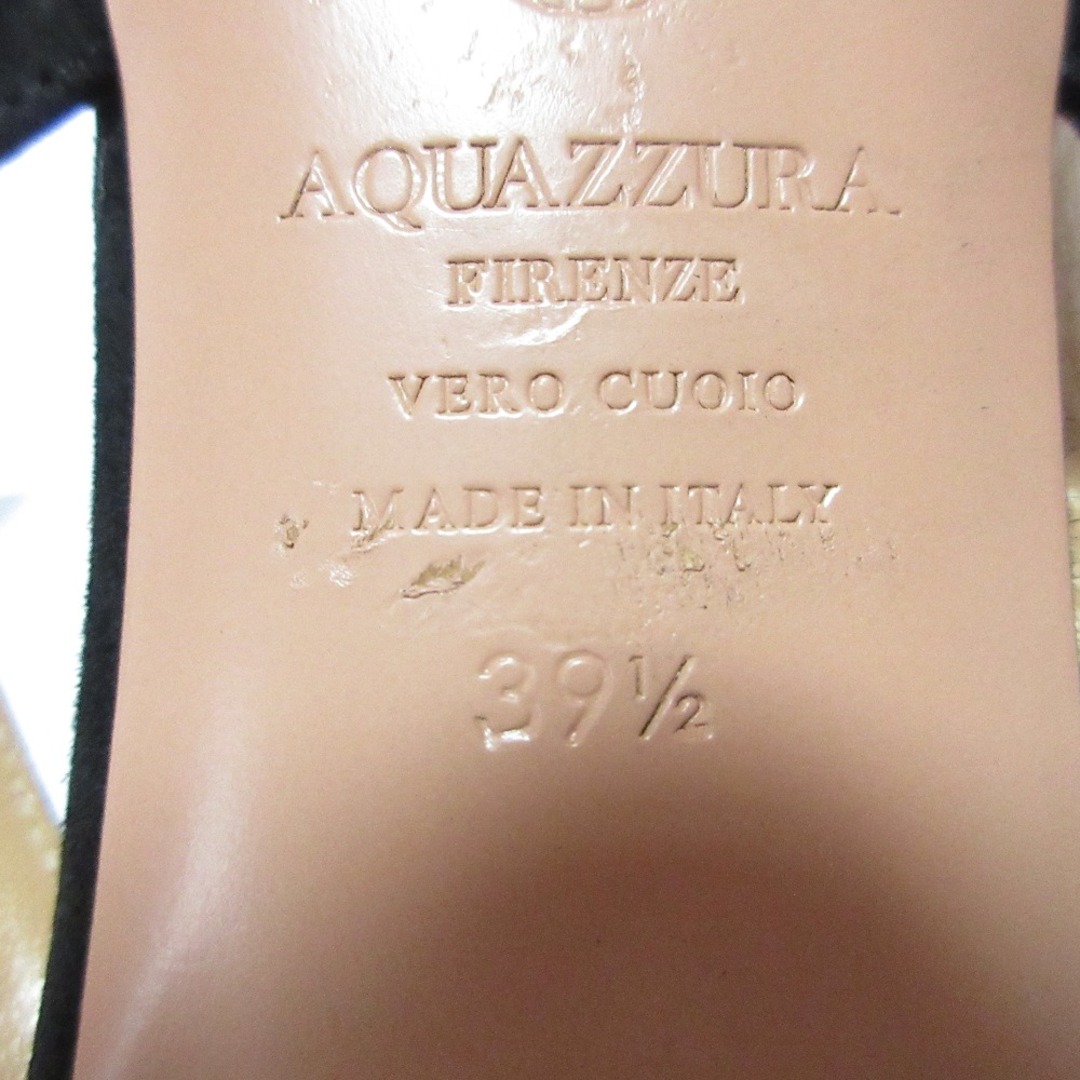 AQUAZZURA
FIRENZE
VERO CUOIO
MADE IN ITALY
39½